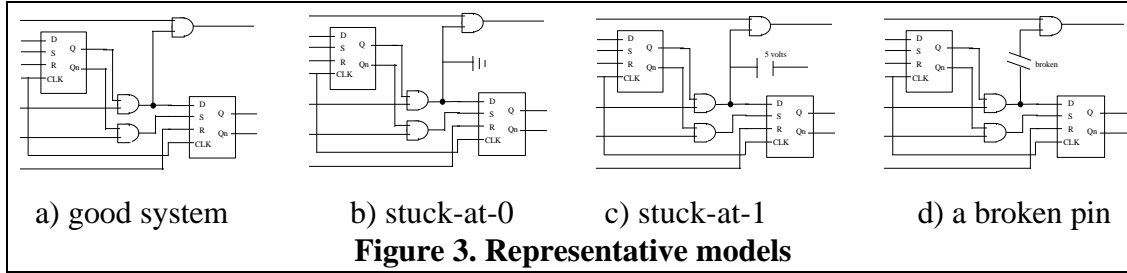 D
S
R
CLK
Q
Qn
D
S
R
CLK
Q
Qn
D
S
R
CLK
Q
Qn
D
S
R
CLK
Q
Qn
D
S
R
CLK
Q
Qn
5 volts
D
S
R
CLK
Q
Qn
D
S
R
CLK
Q
Qn
broken
D
S
R
CLK
Q
Qn
a) good system b) stuck-at-0 c) stuck-at-1 d) a broken pin
Figure 3. Representative models